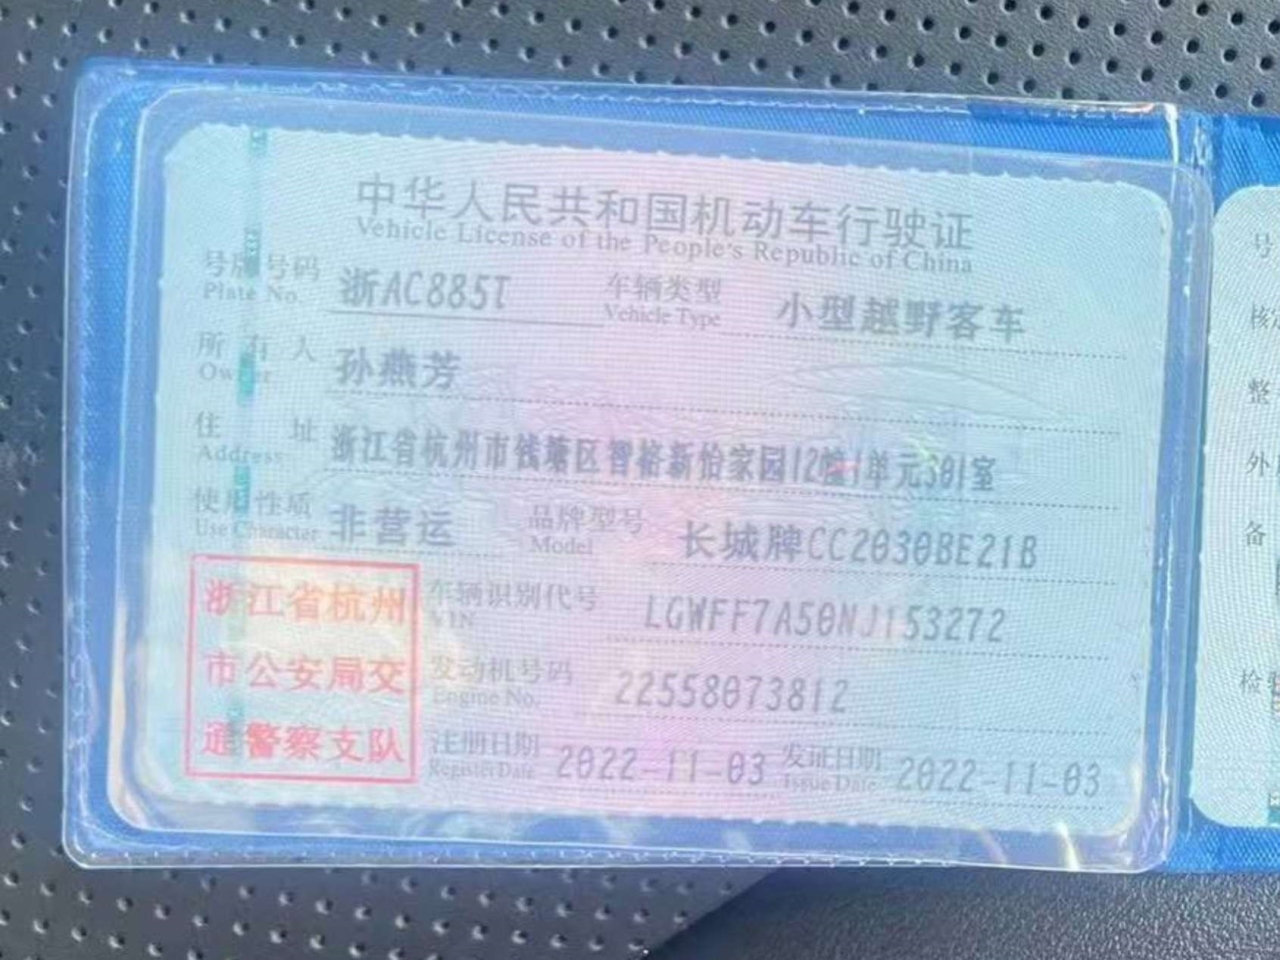 中华人民共和国机动车行驶证
Vehicle License of the People's Republic of China
号牌号码 浙AC885T 车辆类型 小型越野客车
Plate No. Vehicle Type
所有人 孙燕芳
Owner
住址 浙江省杭州市钱塘区智格新怡家园12幢1单元301室
Address
使用性质 非营运 品牌型号 长城牌CC2030BE21B
Use Character Model
浙江省杭州
市公安局交
通警察支队
车辆识别代号 LGWFF7A50NJ153272
VIN
发动机号码 22558073812
Engine No.
注册日期 2022-11-03 发证日期 2022-11-03
Register Date Issue Date
号
核
整
外
备
检